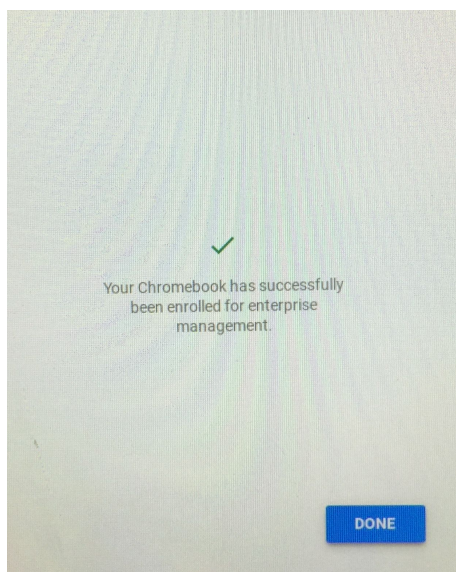 Your Chromebook has successfully
been enrolled for enterprise
management.
DONE